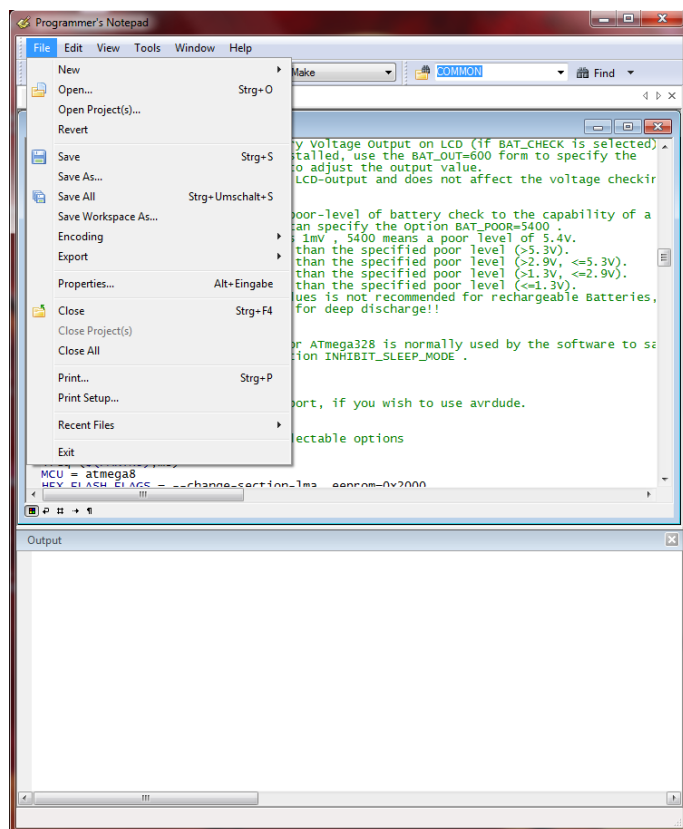 Programmer's Notepad
File Edit View Tools Window Help
Make COMMON Find
New
Open... Strg+O
Open Project(s)...
Revert
Save Strg+S
Save As...
Save All Strg+Umschalt+S
Save Workspace As...
Encoding
Export
Properties... Alt+Eingabe
Close Strg+F4
Close Project(s)
Close All
Print... Strg+P
Print Setup...
Recent Files
Exit
y Voltage Output on LCD (if BAT_CHECK is selected)
stalled, use the BAT_OUT=600 form to specify the
to adjust the output value.
LCD-output and does not affect the voltage checkin
poor-level of battery check to the capability of a
can specify the Option BAT_POOR=5400 .
s 1mV , 5400 means a poor level of 5.4V.
than the specified poor level (>5.3V).
than the specified poor level (>2.9V, <=5.3V).
than the specified poor level (>1.3V, <=2.9V).
than the specified poor level (<=1.3V).
lues is not recommended for rechargeable Batteries,
for deep discharge!!
or ATmega328 is normally used by the software to sa
tion INHIBIT_SLEEP_MODE .
port, if you wish to use avrdude.
lectable options
MCU = atmega8
HEX_FLASH_FLAGS = --change-section-lma .eeprom=0x2000
Output